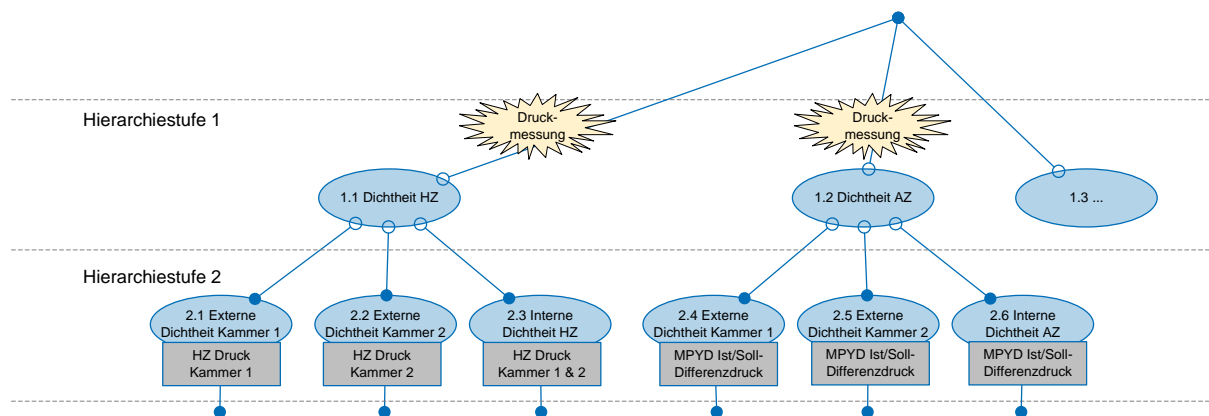 Hierarchiestufe 1
Druck-
messung
Druck-
messung
1.1 Dichtheit HZ
1.2 Dichtheit AZ
1.3 ...
Hierarchiestufe 2
2.1 Externe
Dichtheit Kammer 1
HZ Druck
Kammer 1
2.2 Externe
Dichtheit Kammer 2
HZ Druck
Kammer 2
2.3 Interne
Dichtheit HZ
HZ Druck
Kammer 1 & 2
2.4 Externe
Dichtheit Kammer 1
MPYD Ist/Soll-
Differenzdruck
2.5 Externe
Dichtheit Kammer 2
MPYD Ist/Soll-
Differenzdruck
2.6 Interne
Dichtheit AZ
MPYD Ist/Soll-
Differenzdruck